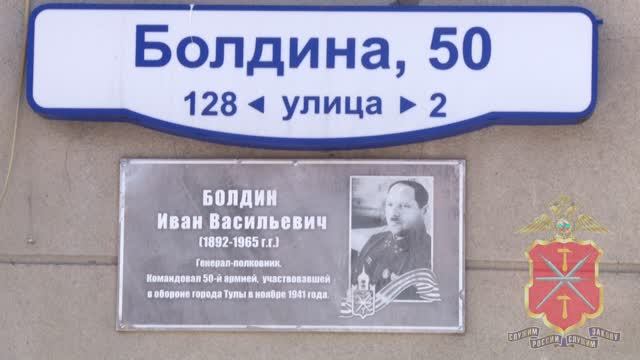 Болдина, 50
128 ◄ улица ► 2
БОЛДИН
Иван Васильевич
(1892-1965 г.г.)
Генерал-полковник.
Командовал 50-й армией, участвовавшей
в обороне города Тулы в ноябре 1941 года.
СЛУЖИМ РОССИИ, СЛУЖИМ ЗАКОНУ